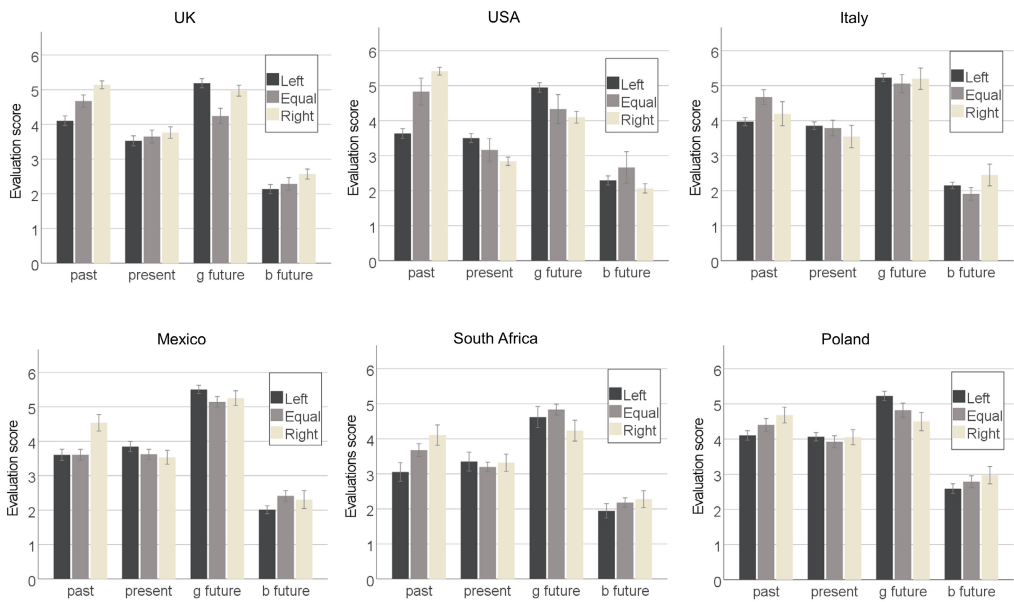 UK
Evaluation score
6
5
4
3
2
1
0
Left
Equal
Right
past present g future b future
USA
Evaluation score
6
5
4
3
2
1
0
Left
Equal
Right
past present g future b future
Italy
Evaluation score
6
5
4
3
2
1
0
Left
Equal
Right
past present g future b future
Mexico
Evaluation score
6
5
4
3
2
1
0
Left
Equal
Right
past present g future b future
South Africa
Evaluations score
6
5
4
3
2
1
0
Left
Equal
Right
past present g future b future
Poland
Evaluation score
6
5
4
3
2
1
0
Left
Equal
Right
past present g future b future